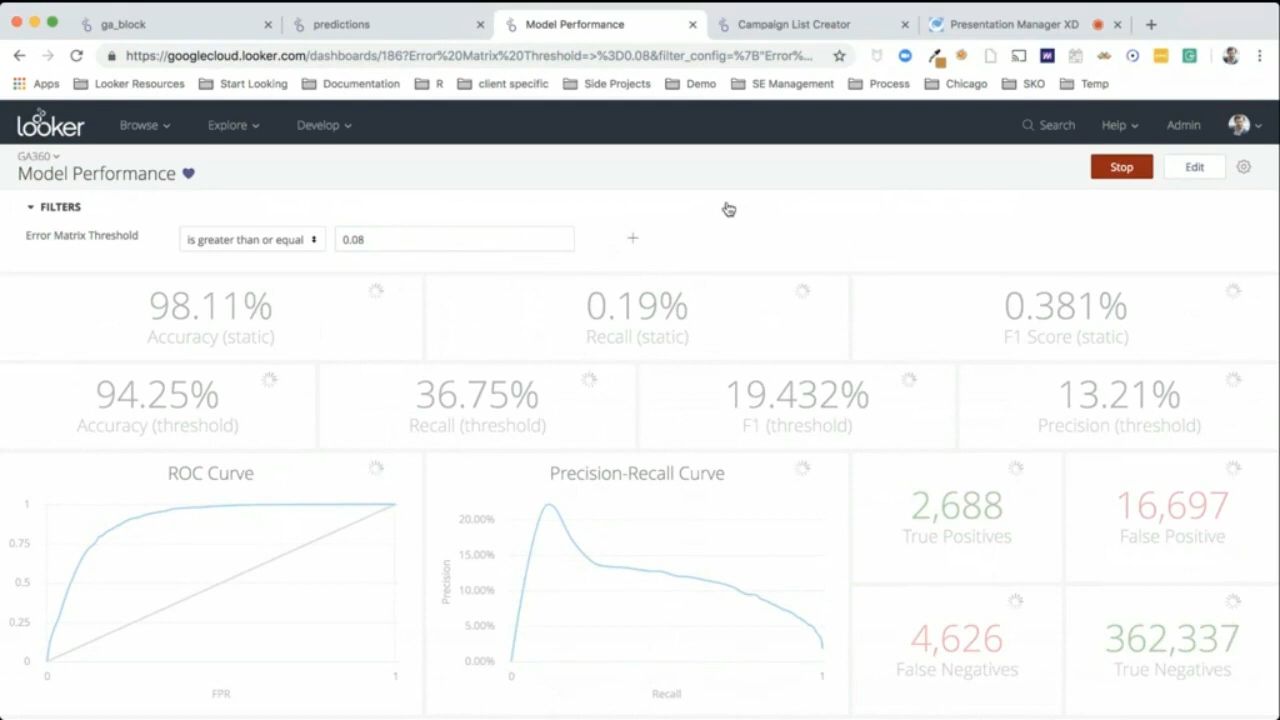 ga_block
predictions
Model Performance
Campaign List Creator
Presentation Manager XD
https://googlecloud.looker.com/dashboards/186?Error%20Matrix%20Threshold=>%3D0.08&filter_config=%7B"Error%...
Apps
Looker Resources
Start Looking
Documentation
R
client specific
Side Projects
Demo
SE Management
Process
Chicago
SKO
Temp
looker
Browse
Explore
Develop
Search
Help
Admin
GA360
Model Performance
Stop
Edit
FILTERS
Error Matrix Threshold
is greater than or equal
0.08
98.11%
Accuracy (static)
0.19%
Recall (static)
0.381%
F1 Score (static)
94.25%
Accuracy (threshold)
36.75%
Recall (threshold)
19.432%
F1 (threshold)
13.21%
Precision (threshold)
ROC Curve
1
0.75
0.5
0.25
0
0
1
FPR
Precision-Recall Curve
Precision
20.00%
15.00%
10.00%
5.00%
0.00%
0
1
Recall
2,688
True Positives
16,697
False Positive
4,626
False Negatives
362,337
True Negatives